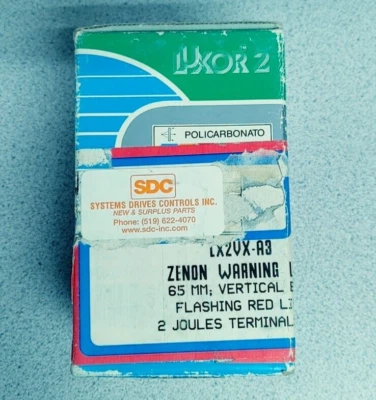 LUXOR 2
POLICARBONATO
SDC
SYSTEMS DRIVES CONTROLS INC.
NEW & SURPLUS PARTS
Phone: (519) 622-4070
www.sdc-inc.com
LX2VX-A3
ZENON WARNING
65 MM; VERTICAL
FLASHING RED
2 JOULES TERMINAL